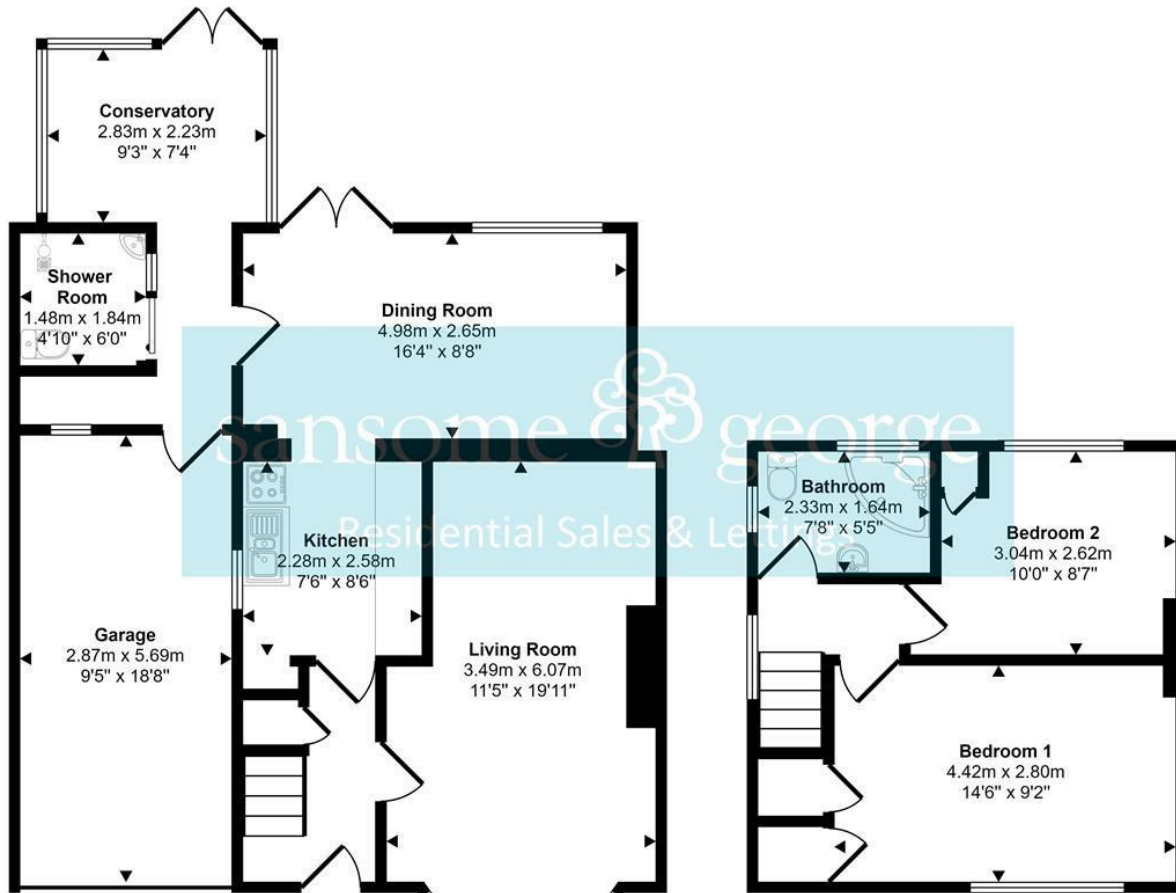 Conservatory
2.83m x 2.23m
9'3" x 7'4"
Shower
Room
1.48m x 1.84m
4'10" x 6'0"
Dining Room
4.98m x 2.65m
16'4" x 8'8"
sansome george
Residential Sales & Lettings
Kitchen
2.28m x 2.58m
7'6" x 8'6"
Garage
2.87m x 5.69m
9'5" x 18'8"
Living Room
3.49m x 6.07m
11'5" x 19'11"
Bathroom
2.33m x 1.64m
7'8" x 5'5"
Bedroom 2
3.04m x 2.62m
10'0" x 8'7"
Bedroom 1
4.42m x 2.80m
14'6" x 9'2"